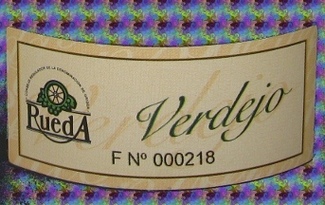 RUEDA
Verdejo
F Nº 000218